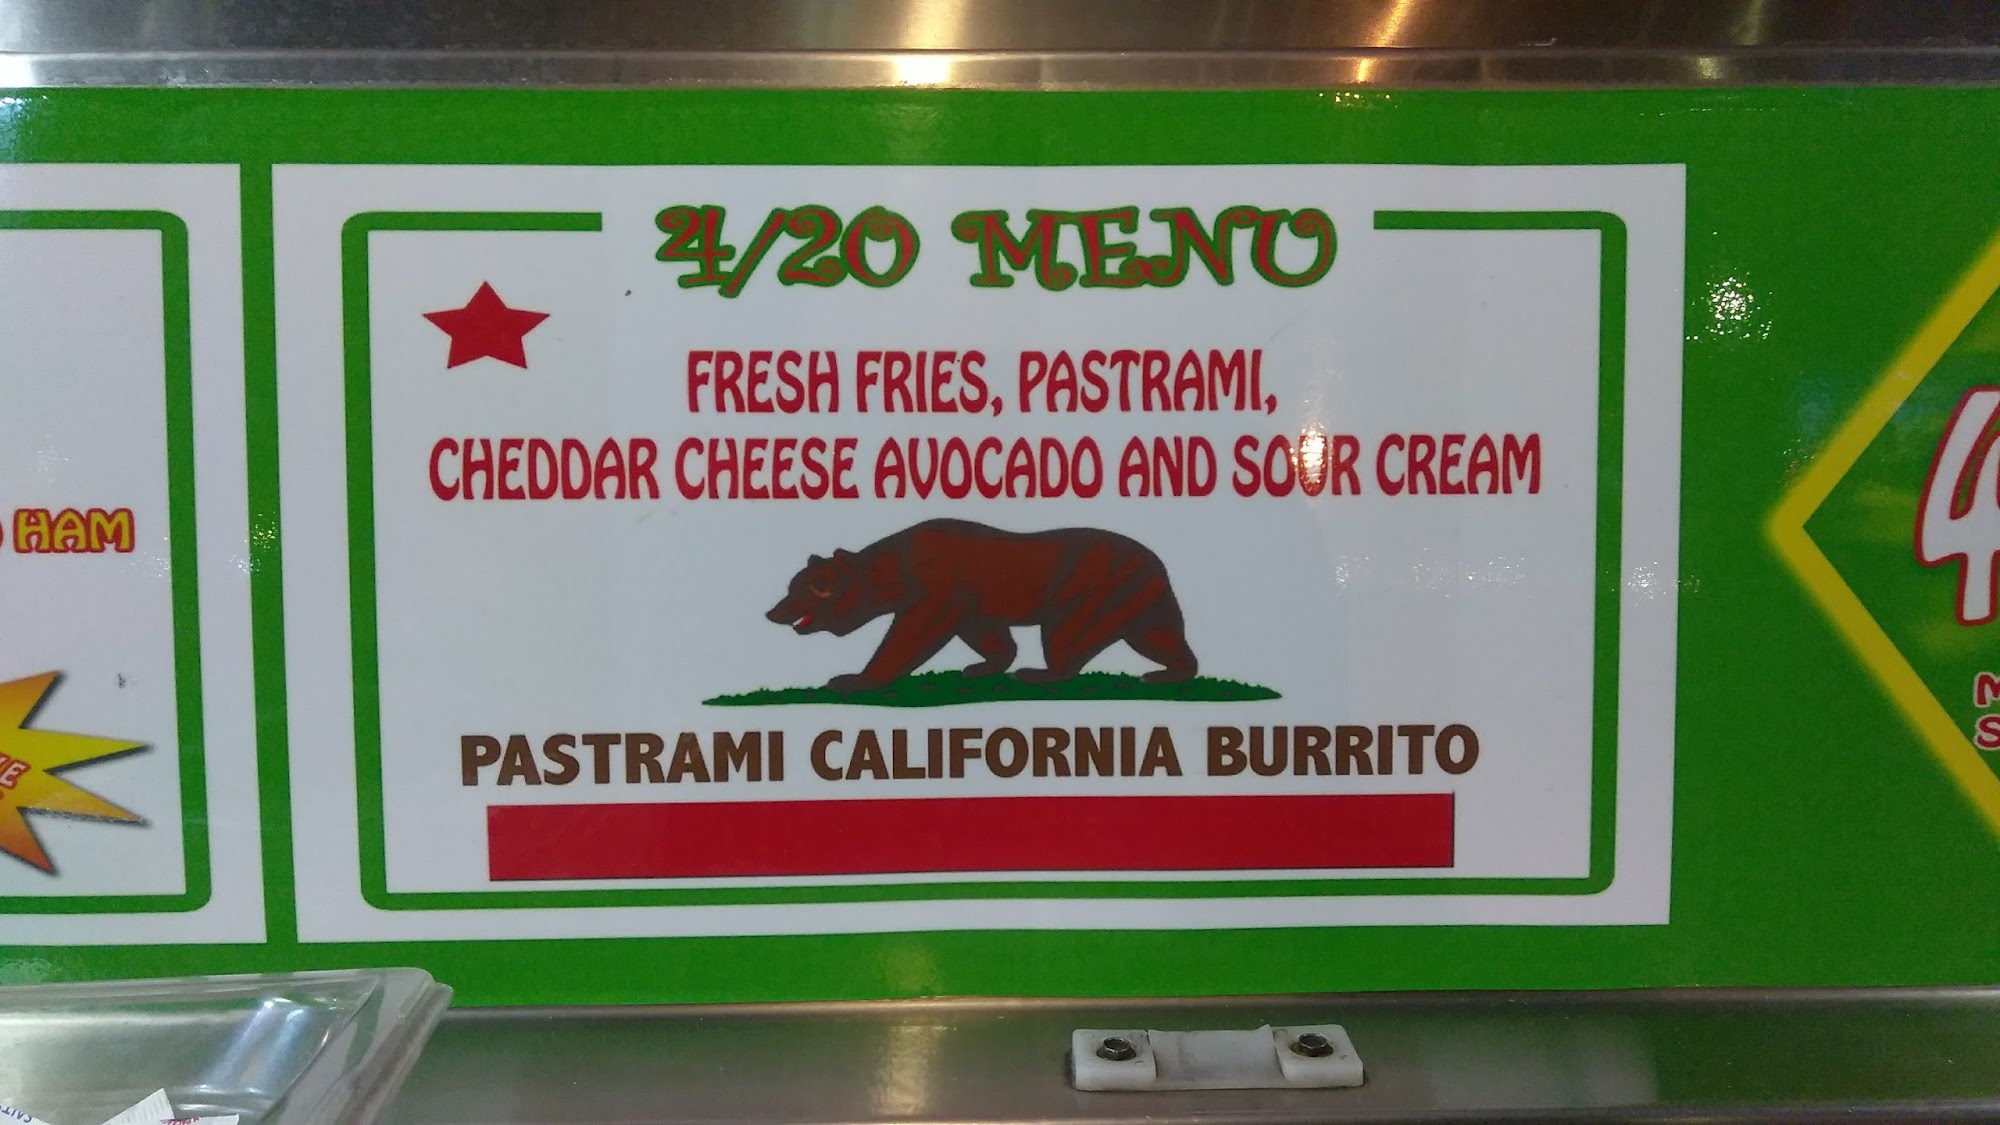 4/20 MENU
FRESH FRIES, PASTRAMI,
CHEDDAR CHEESE AVOCADO AND SOUR CREAM
PASTRAMI CALIFORNIA BURRITO
HAM